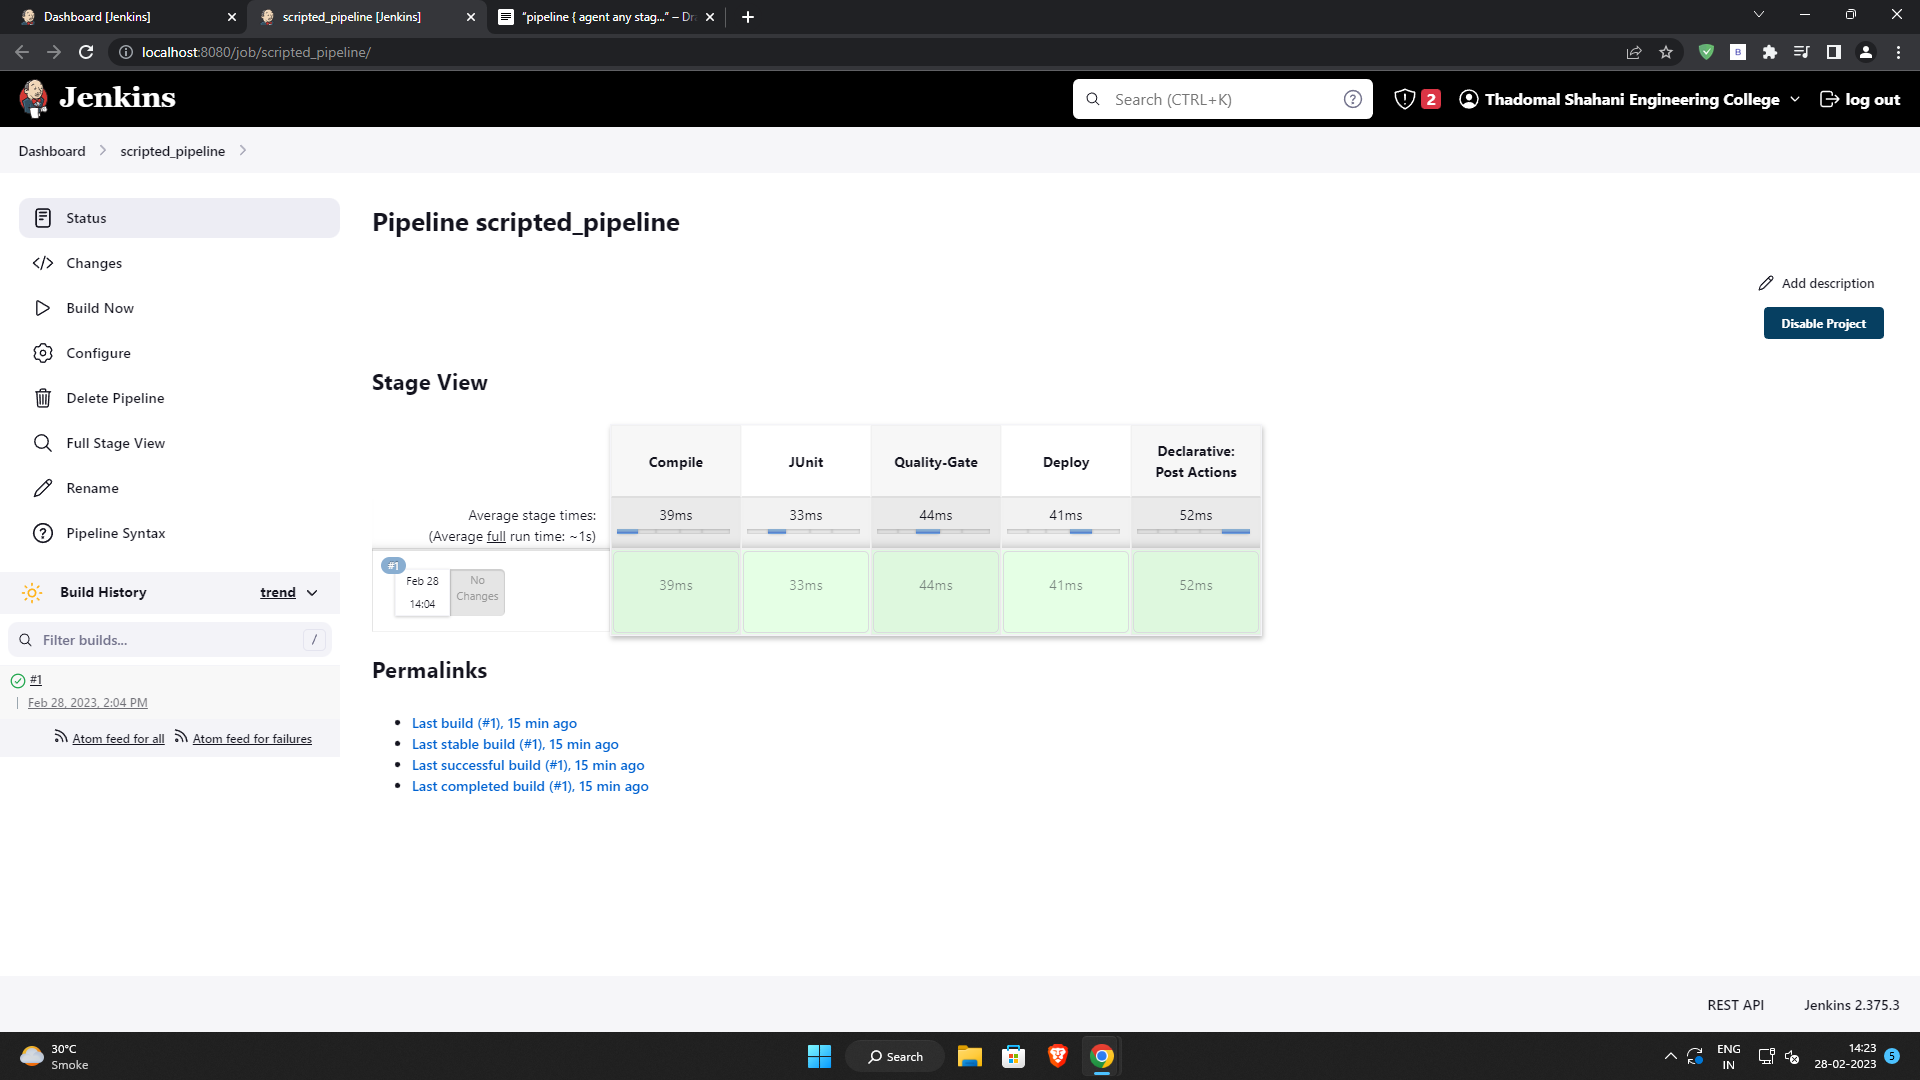 Dashboard [Jenkins]
scripted_pipeline [Jenkins]
"pipeline { agent any stag..." – Dra
localhost:8080/job/scripted_pipeline/
Jenkins
Search (CTRL+K)
2
Thadomal Shahani Engineering College
log out
Dashboard
scripted_pipeline
Status
Changes
Build Now
Configure
Delete Pipeline
Full Stage View
Rename
Pipeline Syntax
Build History
trend
Filter builds...
/
#1
Feb 28, 2023, 2:04 PM
Atom feed for all
Atom feed for failures
Pipeline scripted_pipeline
Add description
Disable Project
Stage View
Compile
JUnit
Quality-Gate
Deploy
Declarative:
Post Actions
Average stage times:
(Average full run time: ~1s)
39ms
33ms
44ms
41ms
52ms
#1
Feb 28
14:04
No
Changes
39ms
33ms
44ms
41ms
52ms
Permalinks
Last build (#1), 15 min ago
Last stable build (#1), 15 min ago
Last successful build (#1), 15 min ago
Last completed build (#1), 15 min ago
REST API
Jenkins 2.375.3
30°C
Smoke
Search
ENG
IN
14:23
28-02-2023
5